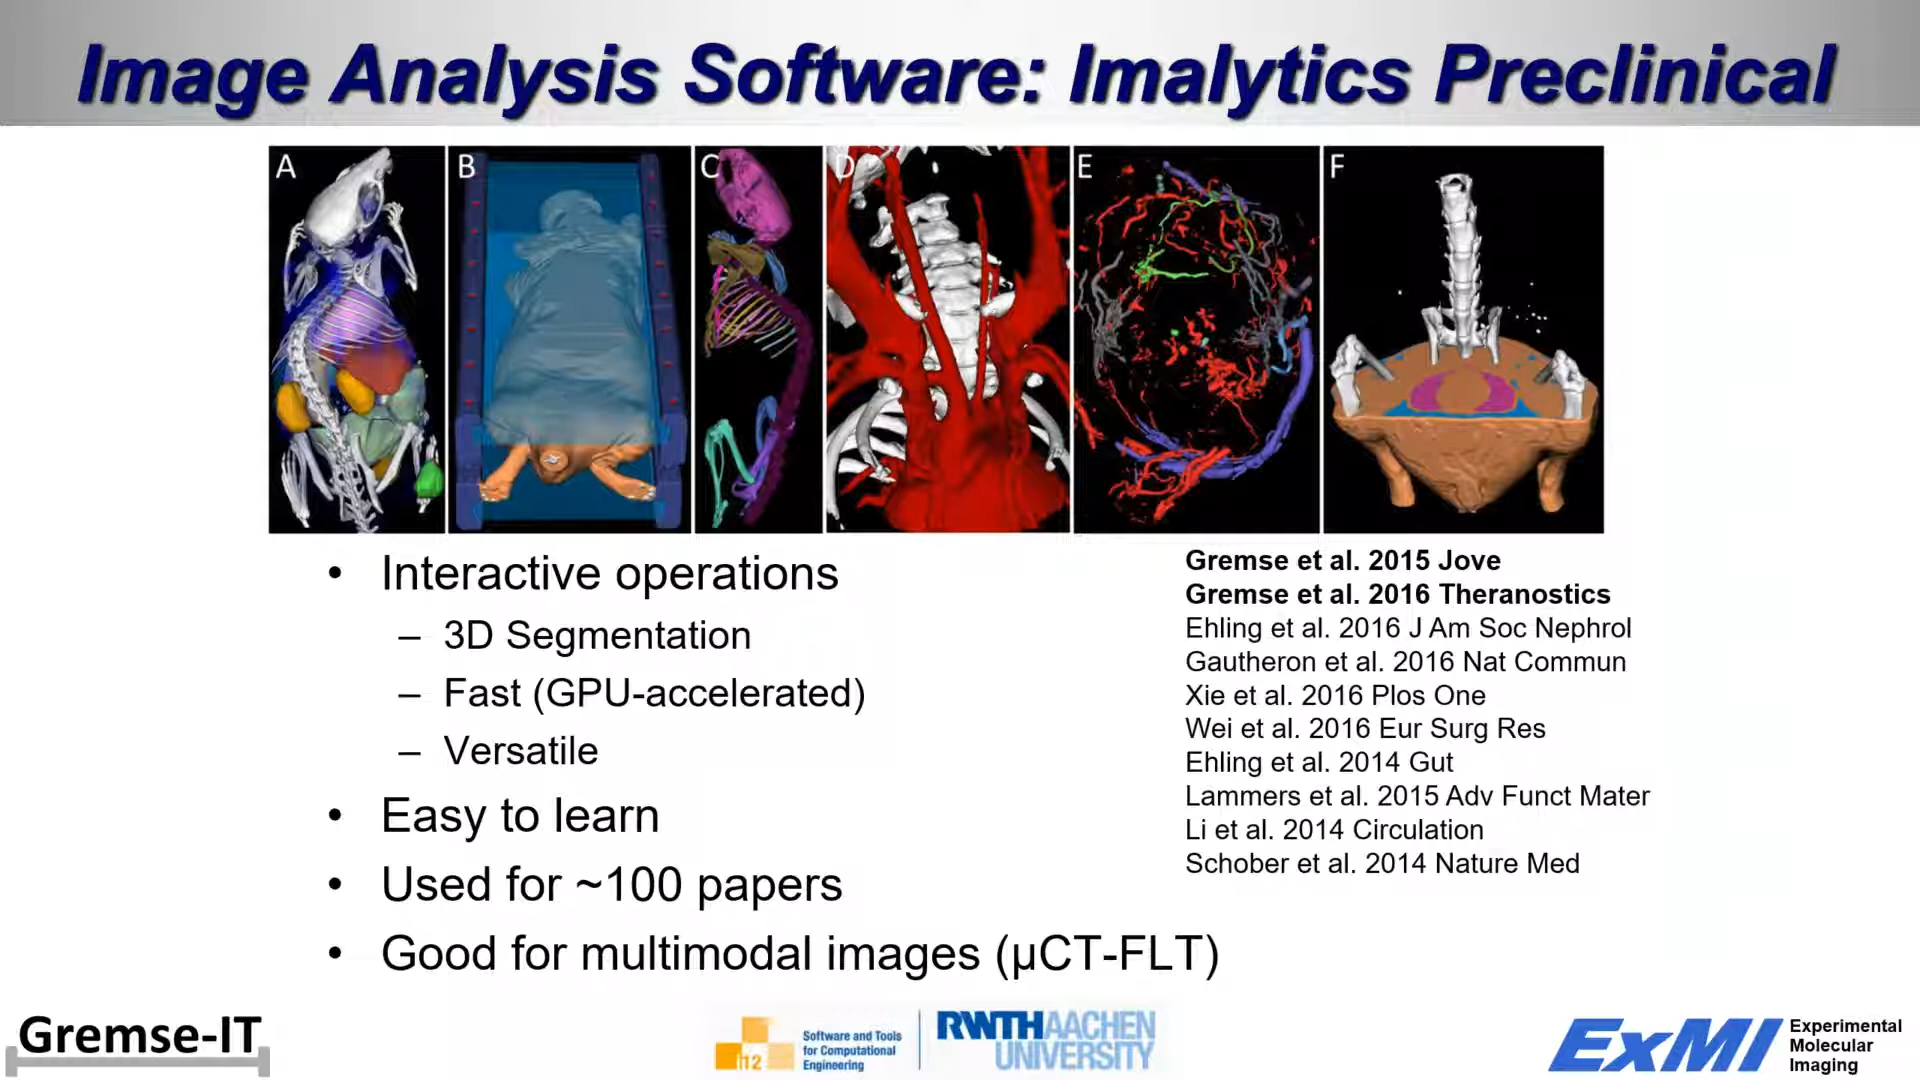 Image Analysis Software: Imalytics Preclinical
A
B
C
D
E
F
• Interactive operations
– 3D Segmentation
– Fast (GPU-accelerated)
– Versatile
• Easy to learn
• Used for ~100 papers
• Good for multimodal images (µCT-FLT)
Gremse et al. 2015 Jove
Gremse et al. 2016 Theranostics
Ehling et al. 2016 J Am Soc Nephrol
Gautheron et al. 2016 Nat Commun
Xie et al. 2016 Plos One
Wei et al. 2016 Eur Surg Res
Ehling et al. 2014 Gut
Lammers et al. 2015 Adv Funct Mater
Li et al. 2014 Circulation
Schober et al. 2014 Nature Med
Gremse-IT
i12
Software and Tools
for Computational
Engineering
RWTHAACHEN
UNIVERSITY
ExMI
Experimental
Molecular
Imaging